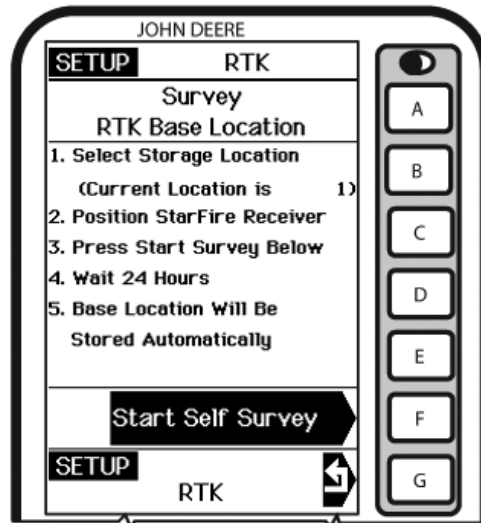 JOHN DEERE
SETUP RTK
Survey
RTK Base Location
1. Select Storage Location
(Current Location is 1)
2. Position StarFire Receiver
3. Press Start Survey Below
4. Wait 24 Hours
5. Base Location Will Be
Stored Automatically
Start Self Survey
SETUP
RTK
A
B
C
D
E
F
G